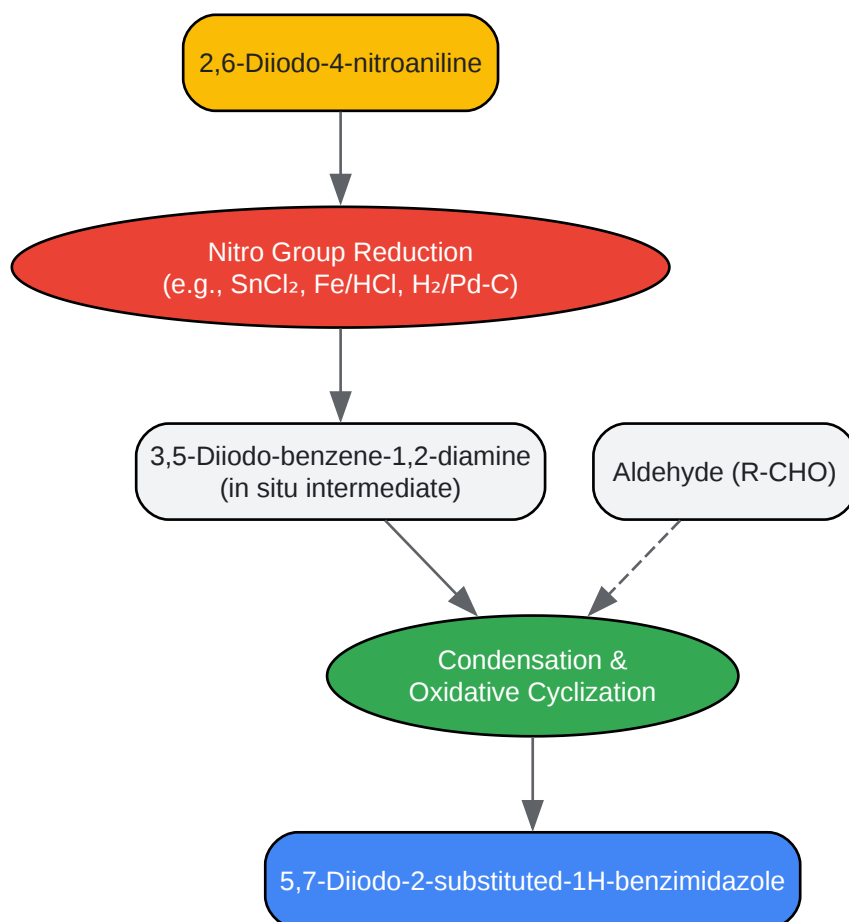 2,6-Diiodo-4-nitroaniline
Nitro Group Reduction
(e.g., SnCl₂, Fe/HCl, H₂/Pd-C)
3,5-Diiodo-benzene-1,2-diamine
(in situ intermediate)
Aldehyde (R-CHO)
Condensation &
Oxidative Cyclization
5,7-Diiodo-2-substituted-1H-benzimidazole